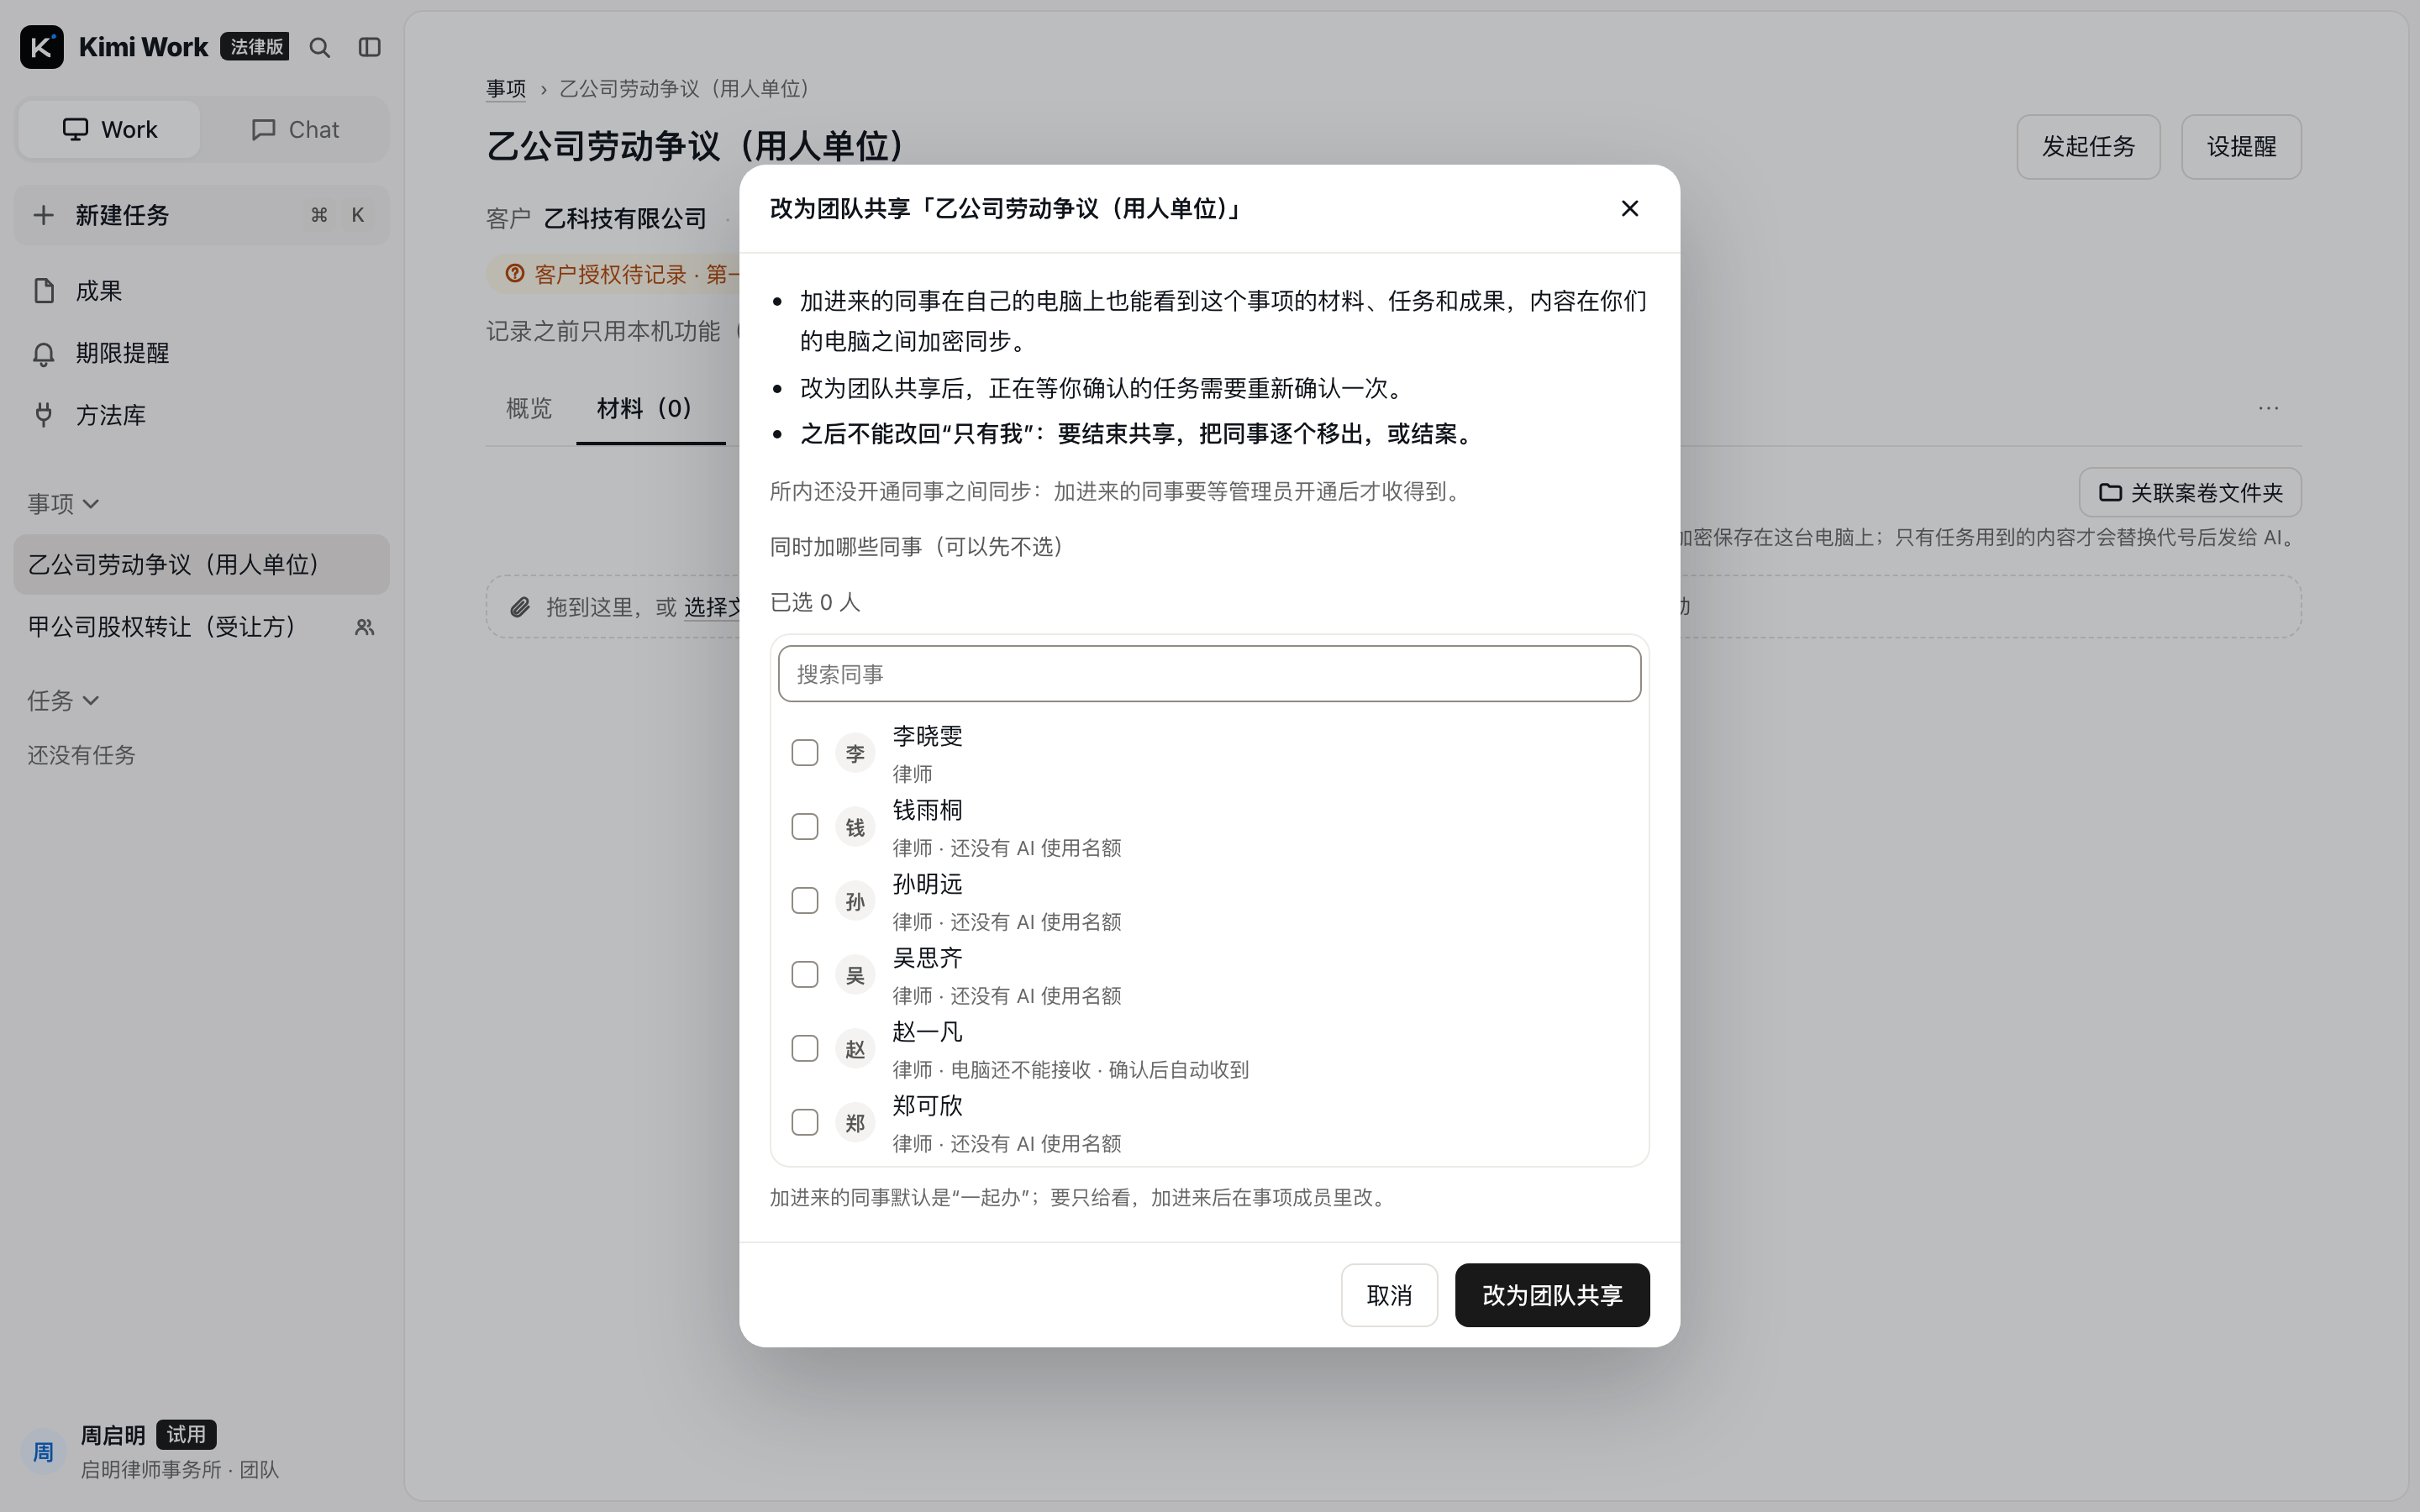 Kimi Work 法律版
Work
Chat
新建任务 ⌘ K
成果
期限提醒
方法库
事项
乙公司劳动争议（用人单位）
甲公司股权转让（受让方）
任务
还没有任务
周启明 试用
启明律师事务所 · 团队
事项 › 乙公司劳动争议（用人单位）
乙公司劳动争议（用人单位）
发起任务
设提醒
客户 乙科技有限公司 ·
客户授权待记录 · 第一
记录之前只用本机功能（
概览
材料（0）
…
关联案卷文件夹
加密保存在这台电脑上；只有任务用到的内容才会替换代号后发给 AI。
拖到这里，或 选择文
改为团队共享「乙公司劳动争议（用人单位）」
• 加进来的同事在自己的电脑上也能看到这个事项的材料、任务和成果，内容在你们
的电脑之间加密同步。
• 改为团队共享后，正在等你确认的任务需要重新确认一次。
• 之后不能改回“只有我”：要结束共享，把同事逐个移出，或结案。
所内还没开通同事之间同步：加进来的同事要等管理员开通后才收得到。
同时加哪些同事（可以先不选）
已选 0 人
搜索同事
李
李晓雯
律师
钱
钱雨桐
律师 · 还没有 AI 使用名额
孙
孙明远
律师 · 还没有 AI 使用名额
吴
吴思齐
律师 · 还没有 AI 使用名额
赵
赵一凡
律师 · 电脑还不能接收 · 确认后自动收到
郑
郑可欣
律师 · 还没有 AI 使用名额
加进来的同事默认是“一起办”；要只给看，加进来后在事项成员里改。
取消
改为团队共享
周